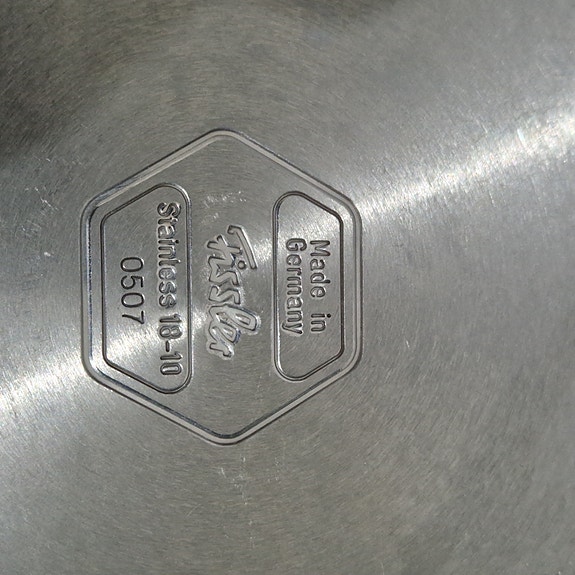 Made in
Germany
Fissler
Stainless 18-10
0507